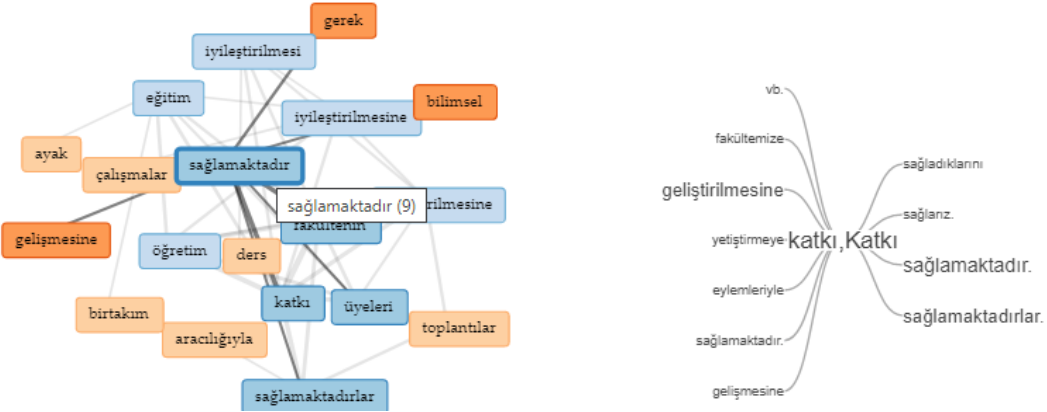 gerek
iyileştirilmesi
eğitim
bilimsel
iyileştirilmesine
ayak
sağlamaktadır
çalışmalar
sağlamaktadır (9)
rilmesine
fakültenin
gelişmesine
öğretim
ders
katkı
üyeleri
birtakım
toplantılar
aracılığıyla
sağlamaktadırlar
vb.
fakültemize
geliştirilmesine
yetiştirmeye
eylemleriyle
sağlamaktadır.
gelişmesine
katkı,Katkı
sağladıklarını
sağlarız.
sağlamaktadır.
sağlamaktadırlar.